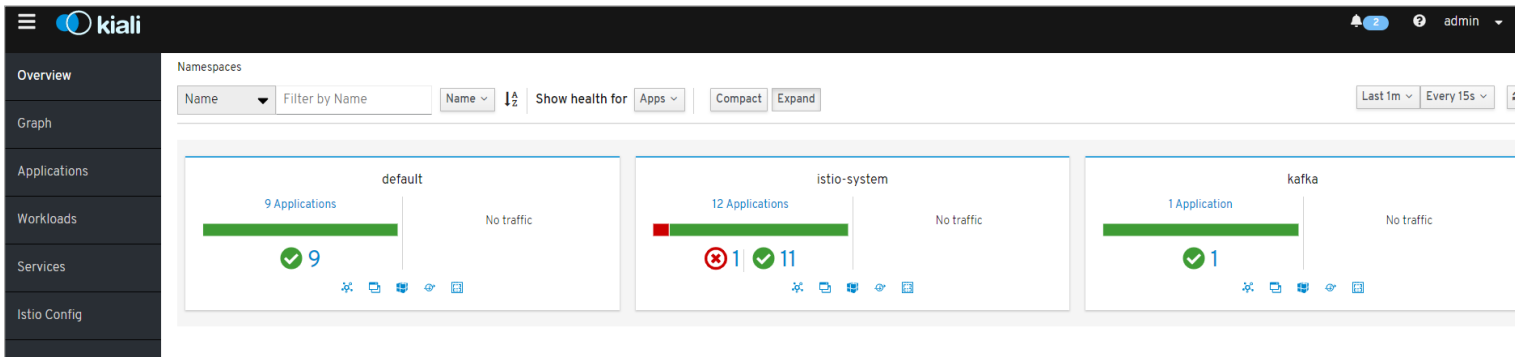 kiali
2
admin
Overview
Graph
Applications
Workloads
Services
Istio Config
Namespaces
Name Filter by Name Name Show health for Apps Compact Expand Last 1m Every 15s
default
9 Applications
No traffic
9
istio-system
12 Applications
No traffic
1 11
kafka
1 Application
No traffic
1